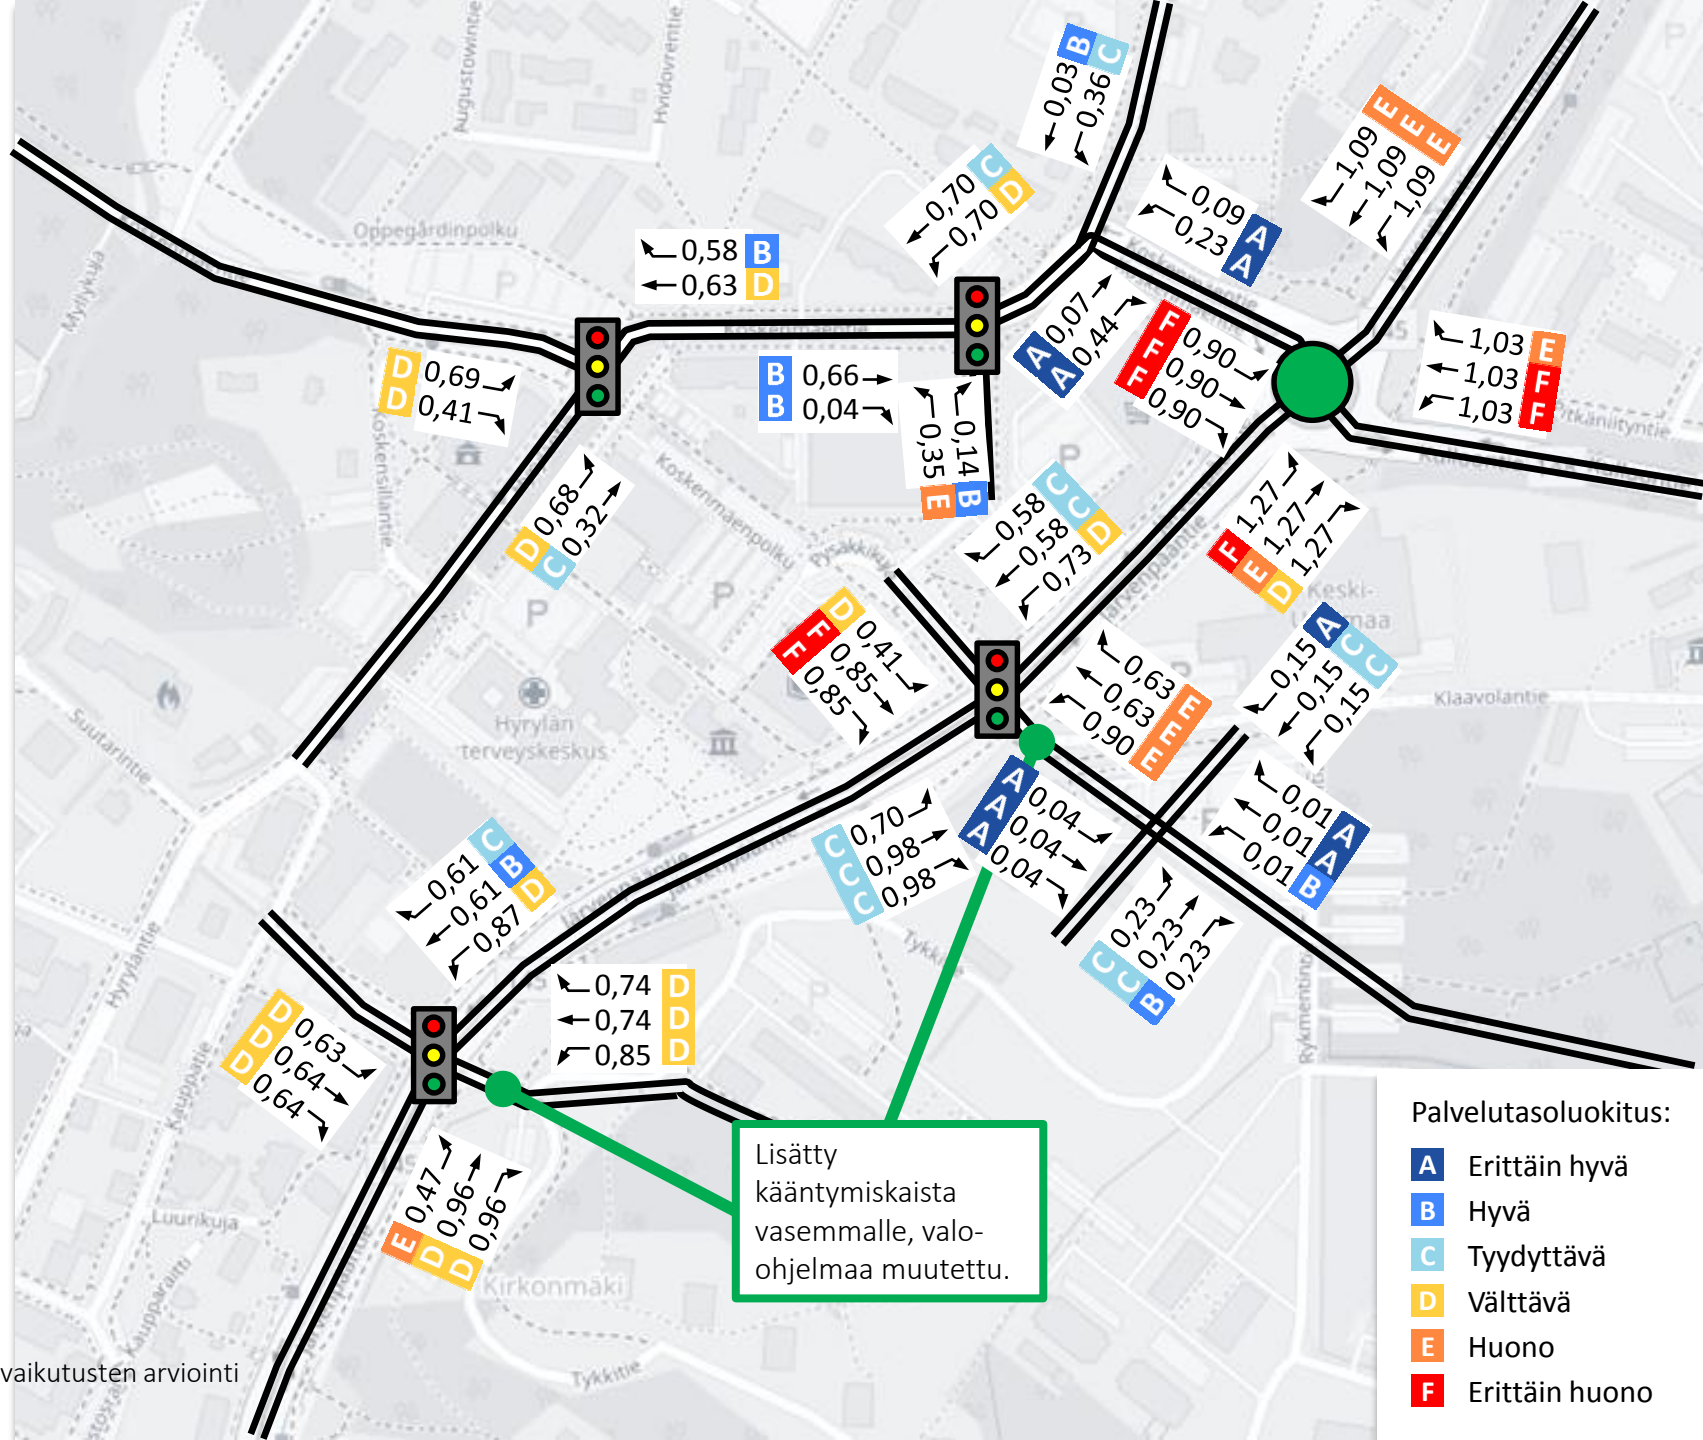 B C
0,03
0,36
E E E
1,09
1,09
1,09
Augustowintie
Hvidovrentie
C D
0,70
0,70
0,09 A
0,23 A
Oppegårdinpolku
0,58 B
0,63 D
Myllykuja
Koskenmäentie
A 0,07
A 0,44
F 0,90
F 0,90
F 0,90
1,03 E
1,03 F
1,03 F
D 0,69
D 0,41
B 0,66
B 0,04
E 0,35
B 0,14
Koskensillantie
Koskenmäenpolku
P
D 0,68
C 0,32
C C D
0,58
0,58
0,73
F 1,27
E 1,27
D 1,27
D 0,41
F 0,85
F 0,85
0,63 E
0,63 E
0,90 E
A C C
0,15
0,15
0,15
Klaavolantie
Hyrylän
terveyskeskus
Suutarintie
A 0,04
A 0,04
A 0,04
0,01 A
0,01 A
0,01 B
C 0,70
C 0,98
C 0,98
C B D
0,61
0,61
0,87
C 0,23
C 0,23
B 0,23
Hyryläntie
0,74 D
0,74 D
0,85 D
D 0,63
D 0,64
D 0,64
Kauppatie
E 0,47
D 0,96
D 0,96
Luurikuja
Kirkonmäki
Tykkitie
Lisätty
kääntymiskaista
vasemmalle, valo-
ohjelmaa muutettu.
Palvelutasoluokitus:
A Erittäin hyvä
B Hyvä
C Tyydyttävä
D Välttävä
E Huono
F Erittäin huono
vaikutusten arviointi